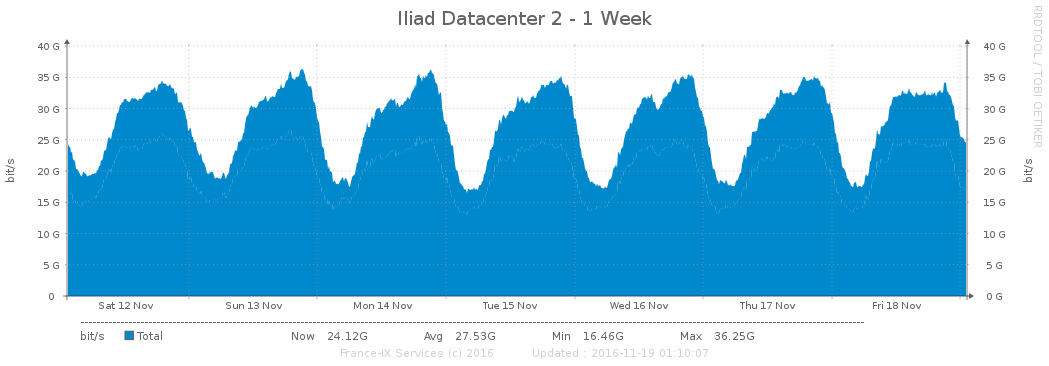 Iliad Datacenter 2 - 1 Week
RRDTOOL / TOBI OETIKER
40 G 40 G
35 G 35 G
30 G 30 G
25 G 25 G
20 G 20 G
15 G 15 G
10 G 10 G
5 G 5 G
0 0 G
bit/s
bit/s
Sat 12 Nov Sun 13 Nov Mon 14 Nov Tue 15 Nov Wed 16 Nov Thu 17 Nov Fri 18 Nov
bit/s Total Now 24.12G Avg 27.53G Min 16.46G Max 36.25G
France-IX Services (c) 2016 Updated : 2016-11-19 01:10:07